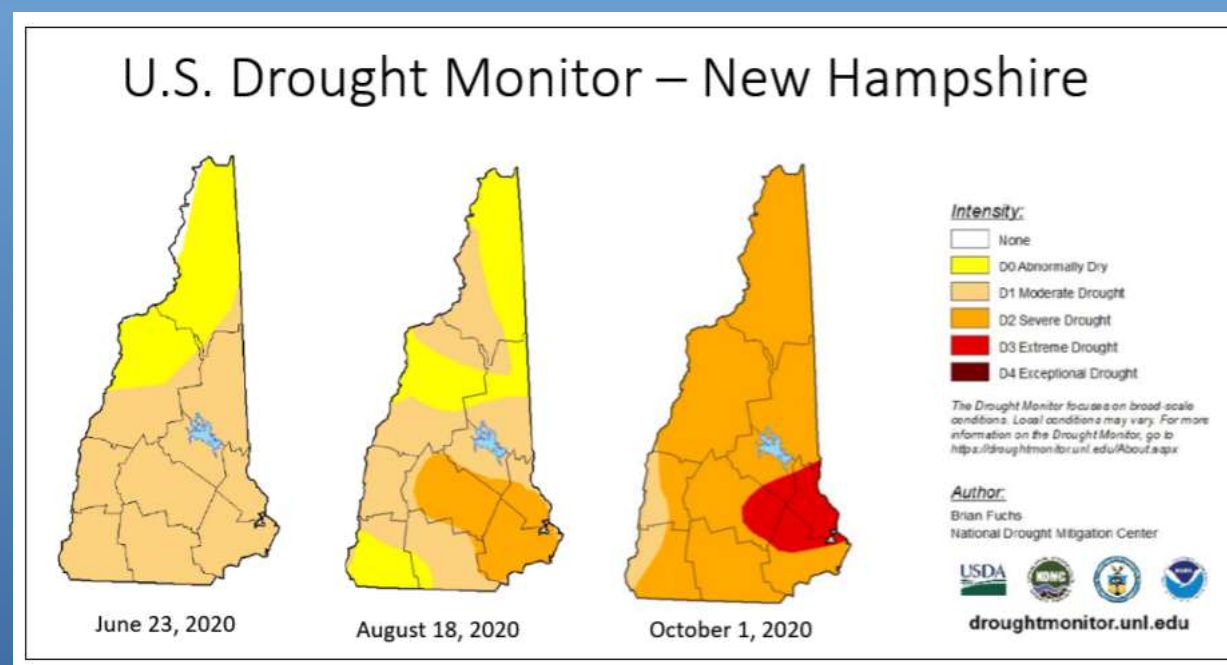 U.S. Drought Monitor – New Hampshire
June 23, 2020
August 18, 2020
October 1, 2020
Intensity:
None
D0 Abnormally Dry
D1 Moderate Drought
D2 Severe Drought
D3 Extreme Drought
D4 Exceptional Drought
The Drought Monitor focuses on broad-scale
conditions. Local conditions may vary. For more
information on the Drought Monitor, go to
https://droughtmonitor.unl.edu/About.aspx
Author:
Brian Fuchs
National Drought Mitigation Center
USDA
NDMC
droughtmonitor.unl.edu